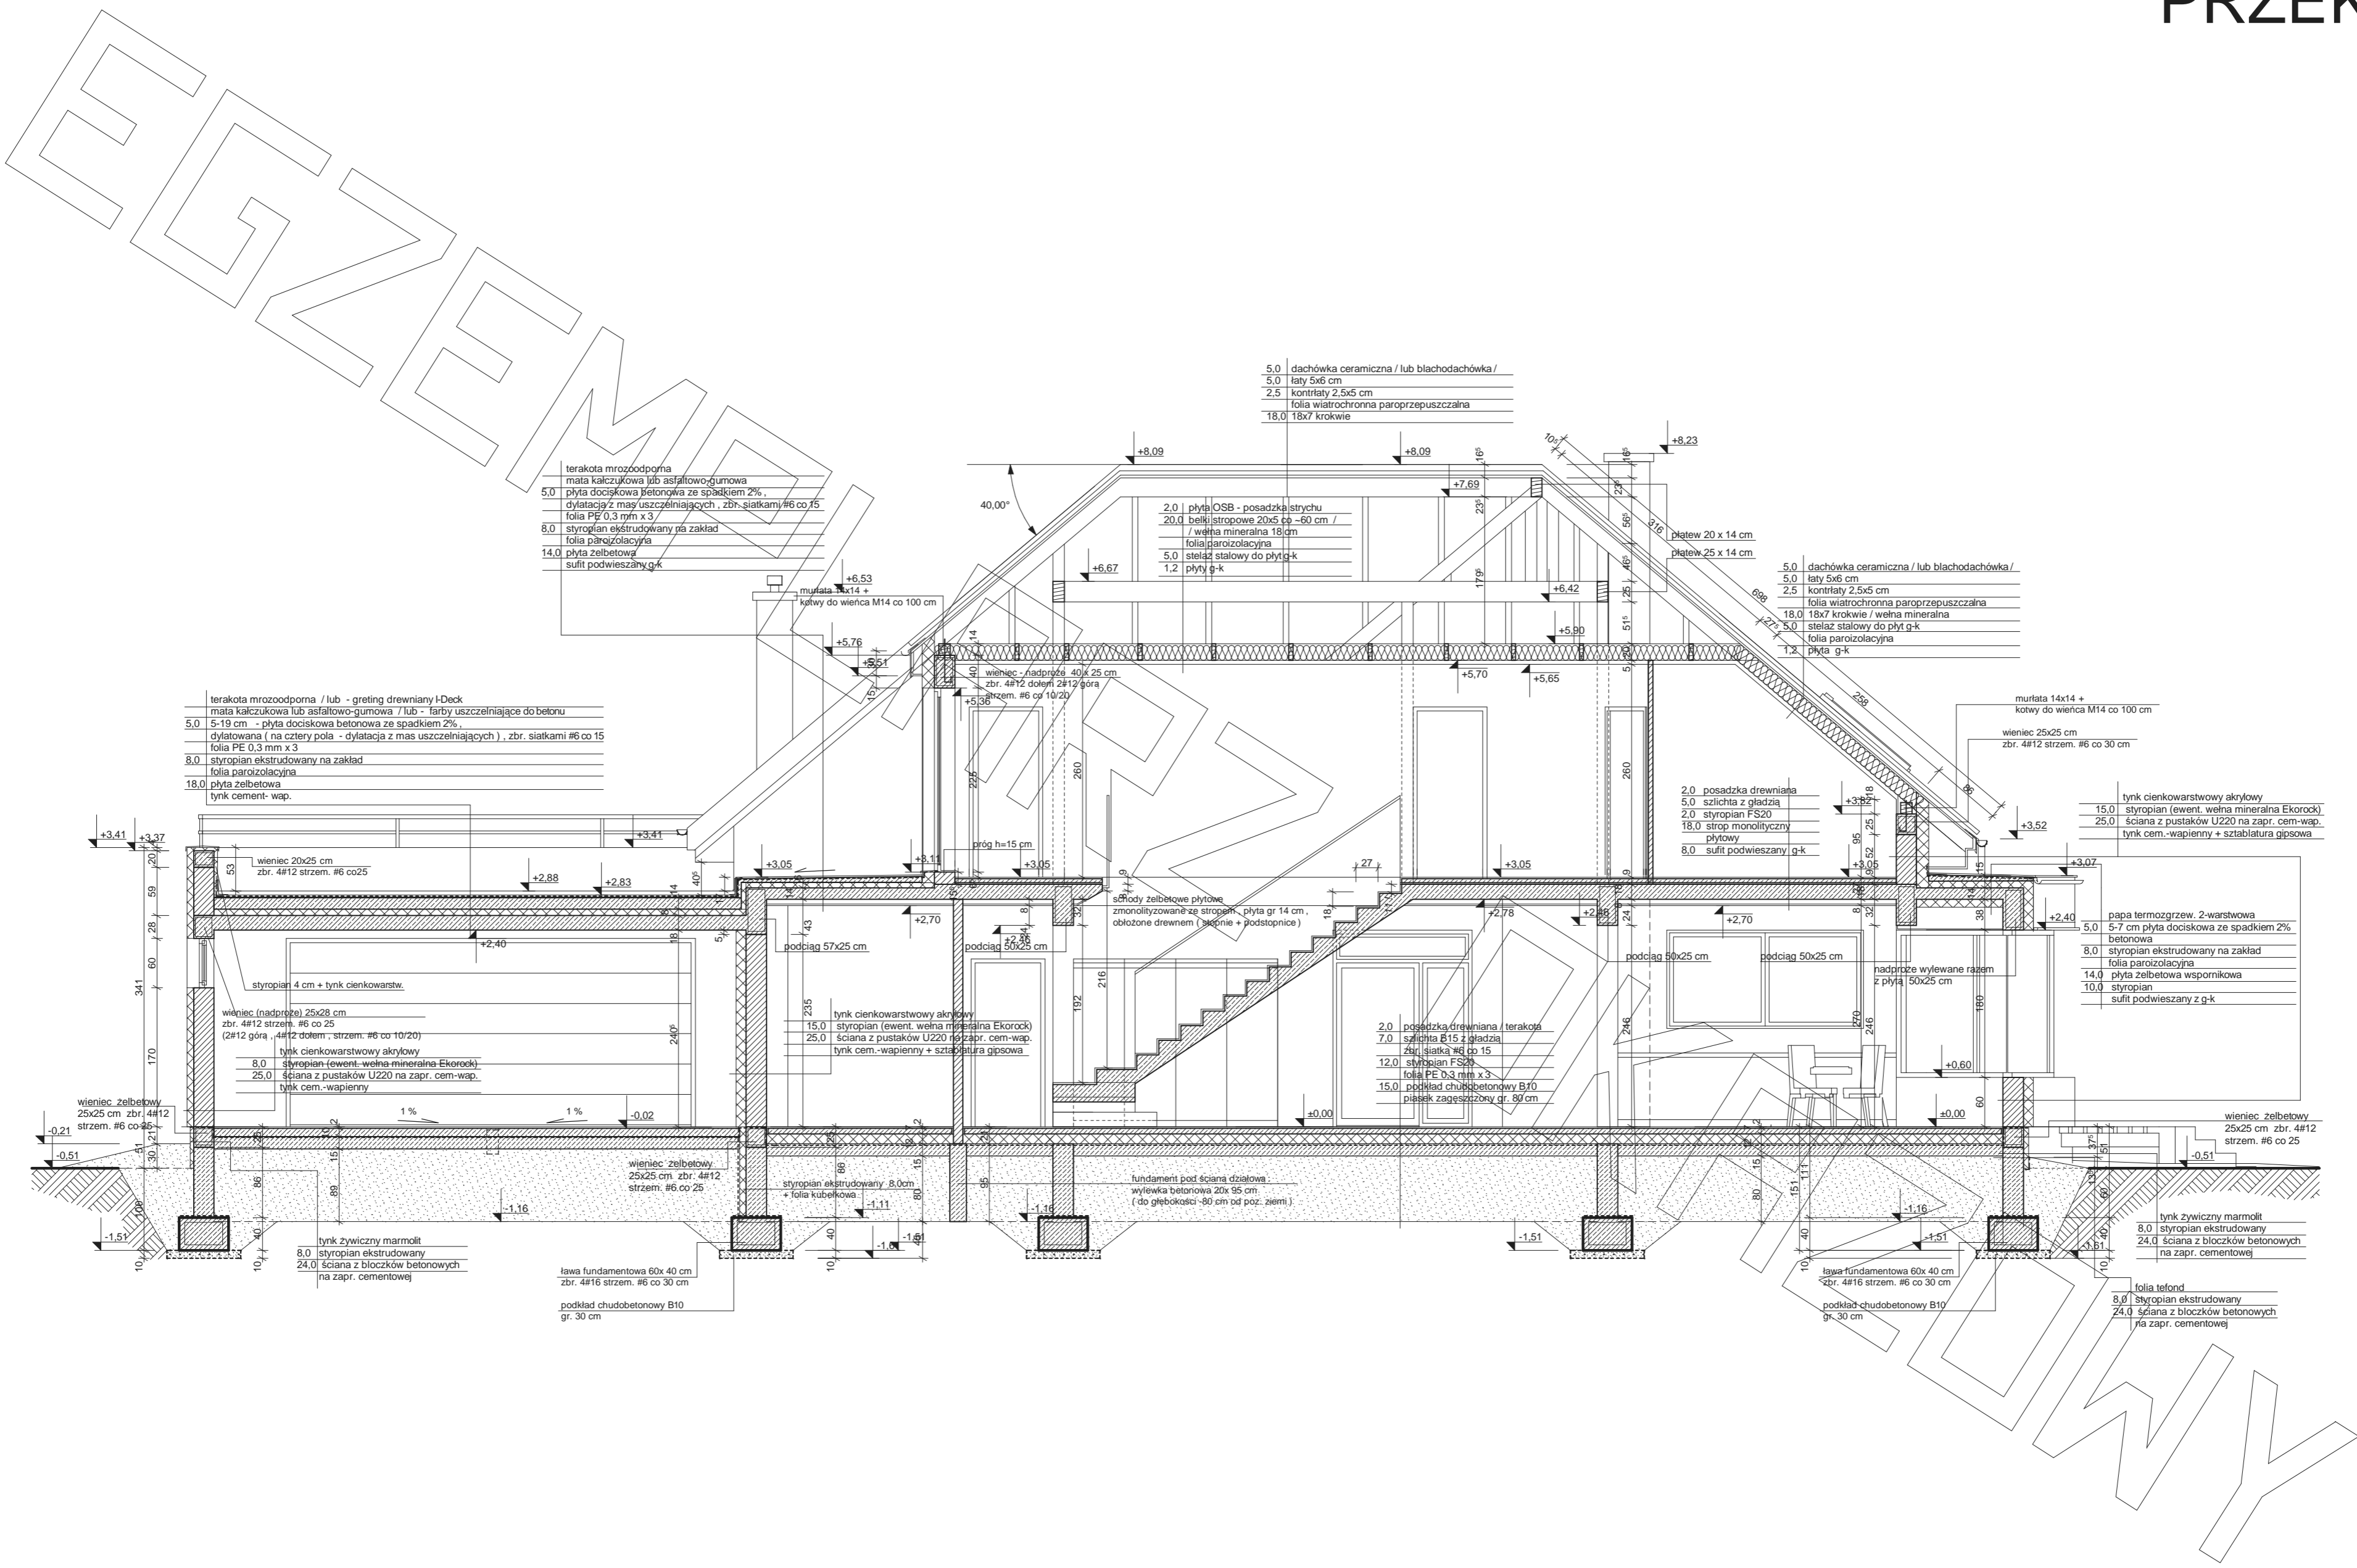 PRZEK
EGZEMPLARZ
POKAZOWY
5,0 dachówka ceramiczna / lub blachodachówka /
5,0 łaty 5x6 cm
2,5 kontrłaty 2,5x5 cm
folia wiatrochronna paroprzepuszczalna
18,0 18x7 krokwie
terakota mrozoodporna
mata kałczukowa lub asfaltowo-gumowa
5,0 płyta dociskowa betonowa ze spadkiem 2% ,
dylatacja z mas uszczelniających , zbr. siatkami #6 co 15
folia PE 0,3 mm x 3
8,0 styropian ekstrudowany na zakład
folia paroizolacyjna
14,0 płyta żelbetowa
sufit podwieszany g-k
+8,09
+8,09
+8,23
+7,69
40,00°
2,0 płyta OSB - posadzka strychu
20,0 belki stropowe 20x5 co ~60 cm /
/ wełna mineralna 18 cm
folia paroizolacyjna
5,0 stelaż stalowy do płyt g-k
1,2 płyty g-k
płatew 20 x 14 cm
płatew 25 x 14 cm
5,0 dachówka ceramiczna / lub blachodachówka /
5,0 łaty 5x6 cm
2,5 kontrłaty 2,5x5 cm
folia wiatrochronna paroprzepuszczalna
18,0 18x7 krokwie / wełna mineralna
5,0 stelaż stalowy do płyt g-k
folia paroizolacyjna
1,2 płyta g-k
+6,53
murłata 14x14 +
kotwy do wieńca M14 co 100 cm
+6,67
+6,42
+5,90
+5,76
+5,51
+5,70
+5,65
+5,36
wieniec - nadproże 40 x 25 cm
zbr. 4#12 dołem 2#12 górą
strzem. #6 co 10/20
316
698
258
86
murłata 14x14 +
kotwy do wieńca M14 co 100 cm
wieniec 25x25 cm
zbr. 4#12 strzem. #6 co 30 cm
terakota mrozoodporna / lub - greting drewniany I-Deck
mata kałczukowa lub asfaltowo-gumowa / lub - farby uszczelniające do betonu
5,0 5-19 cm - płyta dociskowa betonowa ze spadkiem 2% ,
dylatowana ( na cztery pola - dylatacja z mas uszczelniających ) , zbr. siatkami #6 co 15
folia PE 0,3 mm x 3
8,0 styropian ekstrudowany na zakład
folia paroizolacyjna
18,0 płyta żelbetowa
tynk cement- wap.
2,0 posadzka drewniana
5,0 szlichta z gładzią
2,0 styropian FS20
18,0 strop monolityczny
płytowy
8,0 sufit podwieszany g-k
tynk cienkowarstwowy akrylowy
15,0 styropian (ewent. wełna mineralna Ekorock)
25,0 ściana z pustaków U220 na zapr. cem-wap.
tynk cem.-wapienny + sztablatura gipsowa
+3,41
+3,37
+3,41
+3,82
+3,52
wieniec 20x25 cm
zbr. 4#12 strzem. #6 co25
próg h=15 cm
+2,88
+2,83
+3,05
+3,11
+3,05
+3,05
+3,05
+3,07
schody żelbetowe płytowe
zmonolityzowane ze stropem , płyta gr 14 cm ,
obłożone drewnem ( stopnie + podstopnice )
+2,40
+2,70
+2,46
+2,78
+2,46
+2,70
+2,40
podciąg 57x25 cm
podciąg 50x25 cm
podciąg 50x25 cm
podciąg 50x25 cm
nadproże wylewane razem
z płytą 50x25 cm
papa termozgrzew. 2-warstwowa
5,0 5-7 cm płyta dociskowa ze spadkiem 2%
betonowa
8,0 styropian ekstrudowany na zakład
folia paroizolacyjna
14,0 płyta żelbetowa wspornikowa
10,0 styropian
sufit podwieszany z g-k
styropian 4 cm + tynk cienkowarstw.
wieniec (nadproże) 25x28 cm
zbr. 4#12 strzem. #6 co 25
(2#12 górą , 4#12 dołem , strzem. #6 co 10/20)
tynk cienkowarstwowy akrylowy
8,0 styropian (ewent. wełna mineralna Ekorock)
25,0 ściana z pustaków U220 na zapr. cem-wap.
tynk cem.-wapienny
tynk cienkowarstwowy akrylowy
15,0 styropian (ewent. wełna mineralna Ekorock)
25,0 ściana z pustaków U220 na zapr. cem-wap.
tynk cem.-wapienny + sztablatura gipsowa
2,0 posadzka drewniana / terakota
7,0 szlichta B15 z gładzią
zbr. siatką #6 co 15
12,0 styropian FS20
folia PE 0,3 mm x 3
15,0 podkład chudobetonowy B10
piasek zagęszczony gr. 80 cm
wieniec żelbetowy
25x25 cm zbr. 4#12
strzem. #6 co 25
1 %
1 %
-0,02
±0,00
±0,00
+0,60
wieniec żelbetowy
25x25 cm zbr. 4#12
strzem. #6 co 25
-0,21
-0,51
-0,51
wieniec żelbetowy
25x25 cm zbr. 4#12
strzem. #6 co 25
styropian ekstrudowany 8,0cm
+ folia kubełkowa
fundament pod ściana działową :
wylewka betonowa 20x 95 cm
( do głębokości -80 cm od poz. ziemi )
-1,16
-1,11
-1,16
-1,16
-1,51
-1,51
-1,61
-1,51
-1,51
-1,61
tynk żywiczny marmolit
8,0 styropian ekstrudowany
24,0 ściana z bloczków betonowych
na zapr. cementowej
ława fundamentowa 60x 40 cm
zbr. 4#16 strzem. #6 co 30 cm
podkład chudobetonowy B10
gr. 30 cm
ława fundamentowa 60x 40 cm
zbr. 4#16 strzem. #6 co 30 cm
podkład chudobetonowy B10
gr. 30 cm
tynk żywiczny marmolit
8,0 styropian ekstrudowany
24,0 ściana z bloczków betonowych
na zapr. cementowej
folia tefond
8,0 styropian ekstrudowany
24,0 ściana z bloczków betonowych
na zapr. cementowej